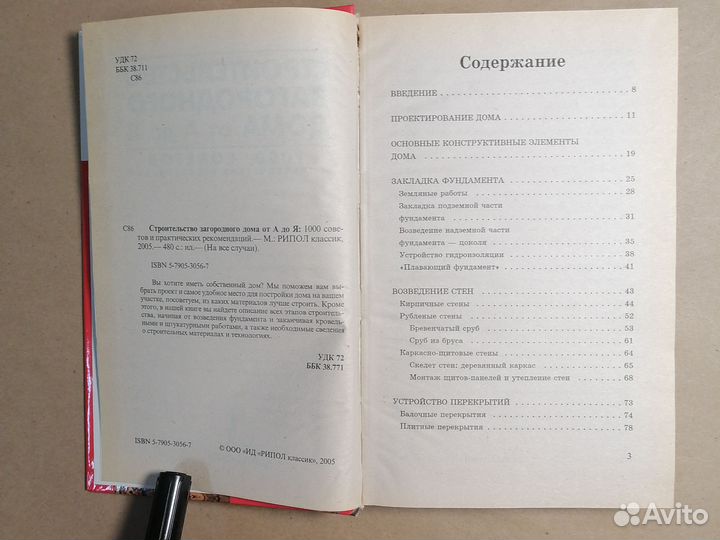 УДК 72
ББК 38.711
С86
С86 Строительство загородного дома от А до Я: 1000 сове-
тов и практических рекомендаций.— М.: РИПОЛ классик,
2005.— 480 с.: ил.— (На все случаи).
ISBN 5-7905-3056-7
Вы хотите иметь собственный дом? Мы поможем вам вы-
брать проект и самое удобное место для постройки дома на вашем
участке, посоветуем, из каких материалов лучше строить. Кроме
этого, в нашей книге вы найдете описание всех этапов строительс-
тва, начиная от возведения фундамента и заканчивая кровель-
ными и штукатурными работами, а также необходимые сведения
о строительных материалах и технологиях.
УДК 72
ББК 38.771
ISBN 5-7905-3056-7
© ООО «ИД «РИПОЛ классик», 2005
Содержание
ВВЕДЕНИЕ 8
ПРОЕКТИРОВАНИЕ ДОМА 11
ОСНОВНЫЕ КОНСТРУКТИВНЫЕ ЭЛЕМЕНТЫ
ДОМА 19
ЗАКЛАДКА ФУНДАМЕНТА 25
Земляные работы 28
Закладка подземной части
фундамента 31
Возведение надземной части
фундамента — цоколя 35
Устройство гидроизоляции 38
«Плавающий фундамент» 41
ВОЗВЕДЕНИЕ СТЕН 43
Кирпичные стены 44
Рубленые стены 52
Бревенчатый сруб 53
Сруб из бруса 61
Каркасно-щитовые стены 64
Скелет стен: деревянный каркас 65
Монтаж щитов-панелей и утепление стен 68
УСТРОЙСТВО ПЕРЕКРЫТИЙ 73
Балочные перекрытия 74
Плитные перекрытия 78
3
Avito